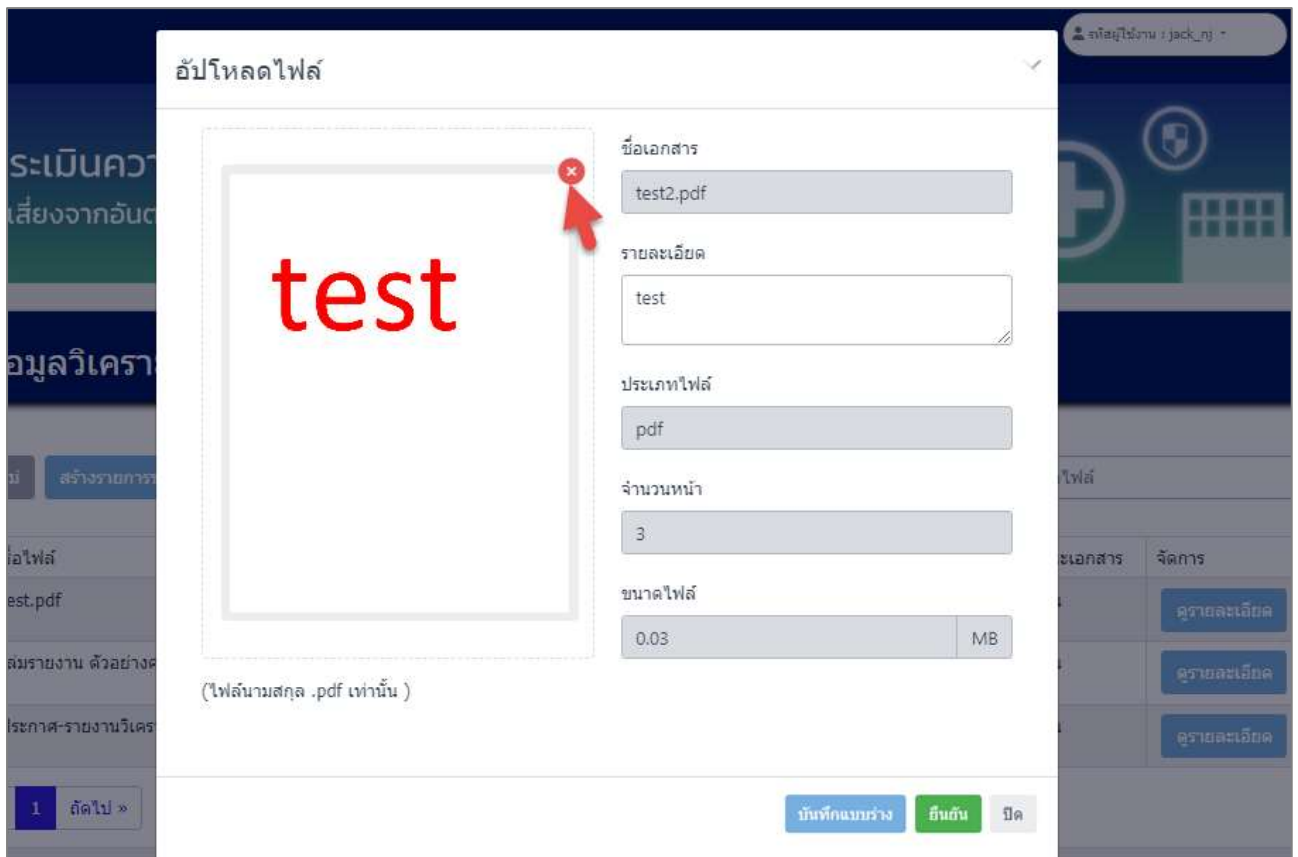 รหัสผู้ใช้งาน : jack_nj
อัปโหลดไฟล์
ระเมินควา
เสี่ยงจากอันต
test
ชื่อเอกสาร
test2.pdf
รายละเอียด
test
ประเภทไฟล์
pdf
จำนวนหน้า
3
ขนาดไฟล์
0.03 MB
(ไฟล์นามสกุล .pdf เท่านั้น )
อมูลวิเครา
สร้างรายการ
ไฟล์
ื่อไฟล์
ะเอกสาร จัดการ
est.pdf
ดูรายละเอียด
ล่มรายงาน ตัวอย่าง
ดูรายละเอียด
ประกาศ-รายงานวิเคร
ดูรายละเอียด
1 ถัดไป »
บันทึกแบบร่าง ยืนยัน ปิด